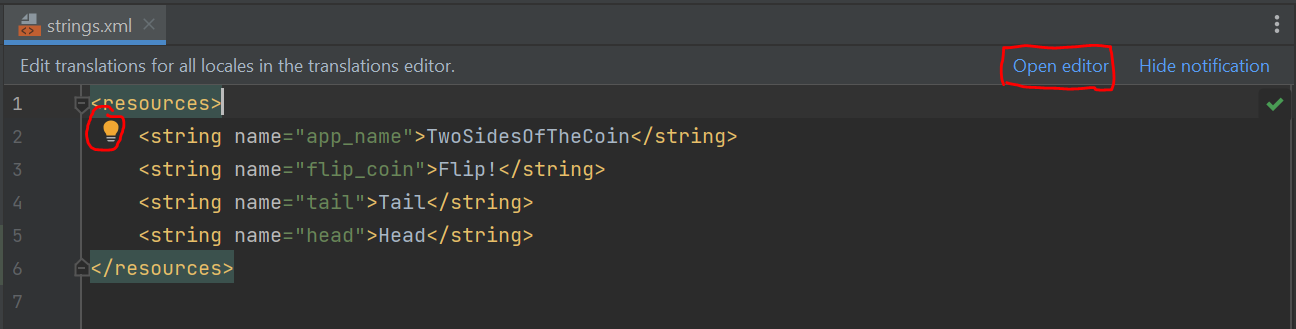 strings.xml
Edit translations for all locales in the translations editor. Open editor Hide notification
1 <resources>
2 <string name="app_name">TwoSidesOfTheCoin</string>
3 <string name="flip_coin">Flip!</string>
4 <string name="tail">Tail</string>
5 <string name="head">Head</string>
6 </resources>
7